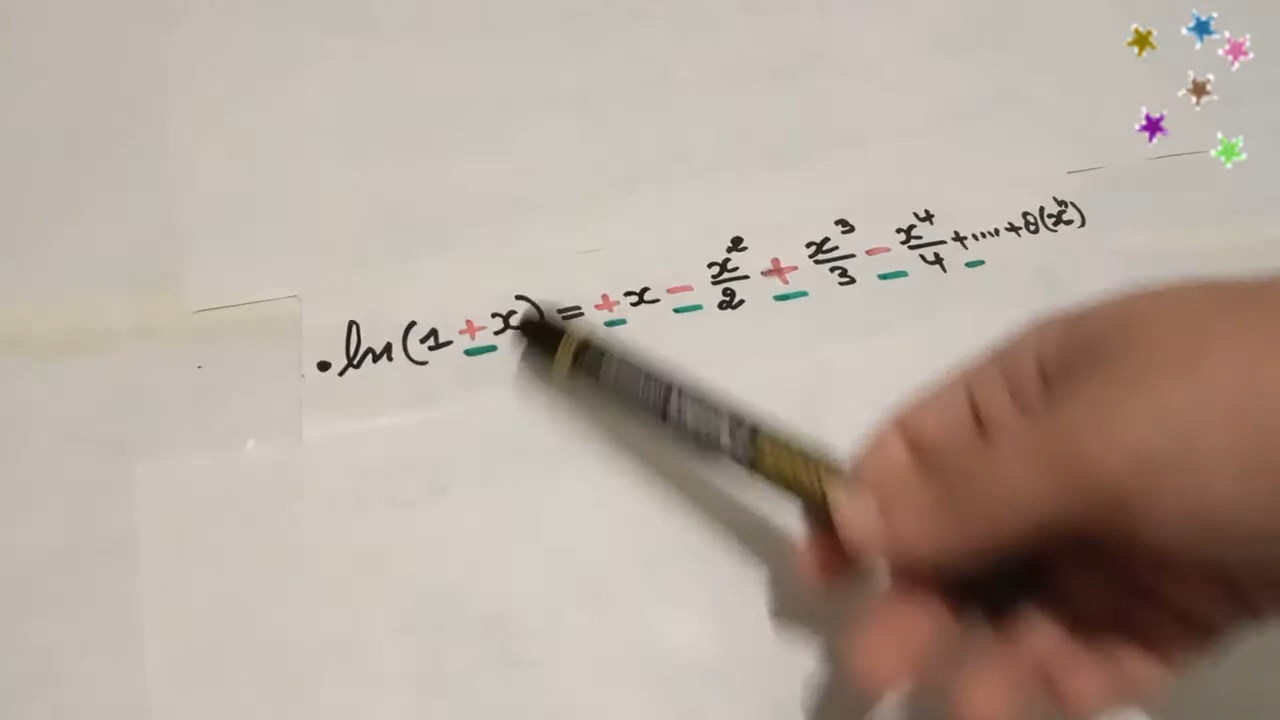 • ln(1 ± x) = ± x − x²/2 ± x³/3 − x⁴/4 + .... + θ(xⁿ)